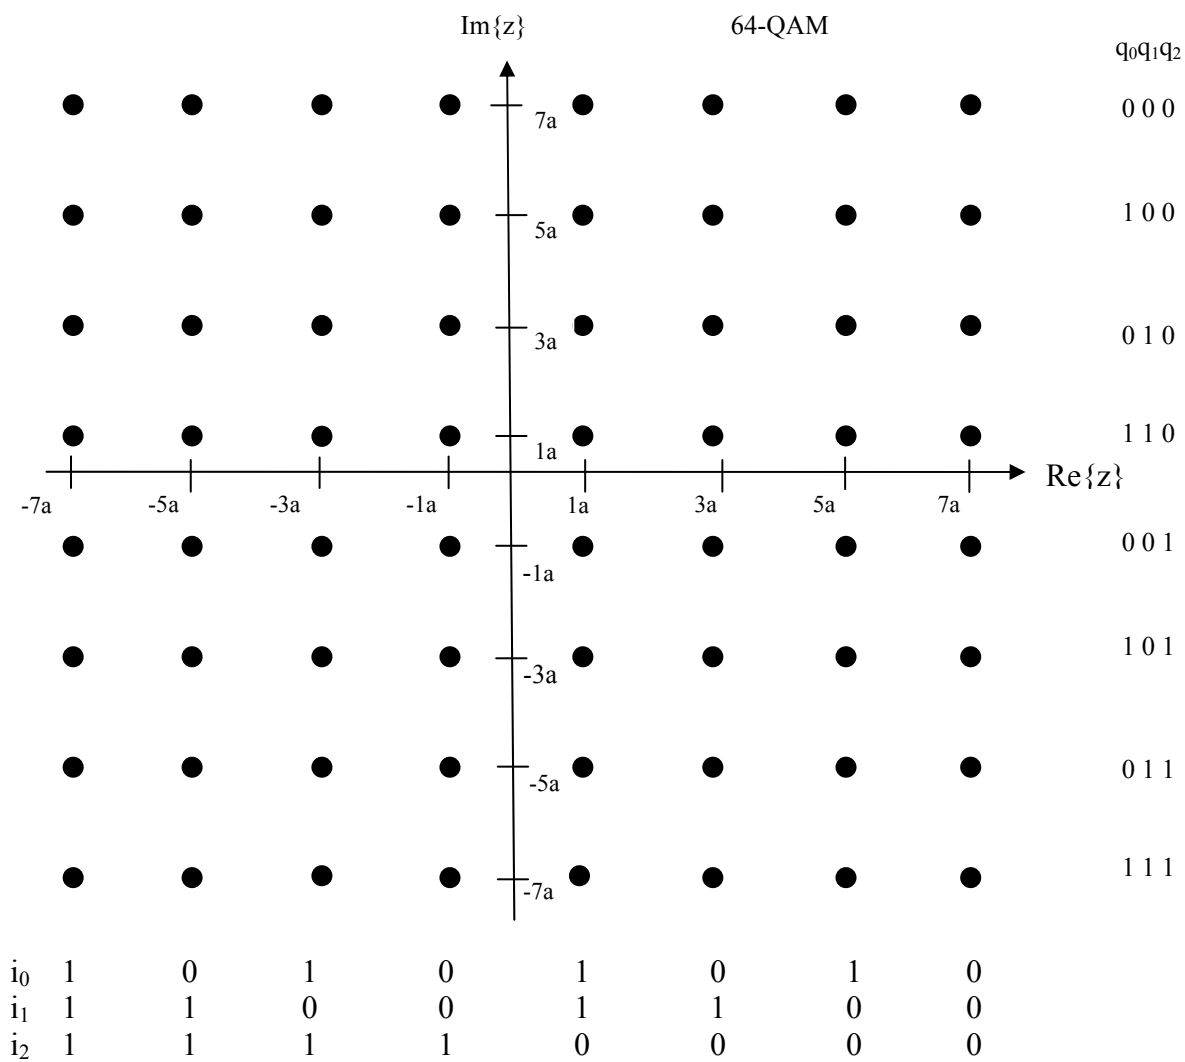 Im{z} 64-QAM
q₀q₁q₂
7a 0 0 0
5a 1 0 0
3a 0 1 0
1a 1 1 0
Re{z}
-7a -5a -3a -1a 1a 3a 5a 7a
-1a 0 0 1
-3a 1 0 1
-5a 0 1 1
-7a 1 1 1
i₀ 1 0 1 0 1 0 1 0
i₁ 1 1 0 0 1 1 0 0
i₂ 1 1 1 1 0 0 0 0